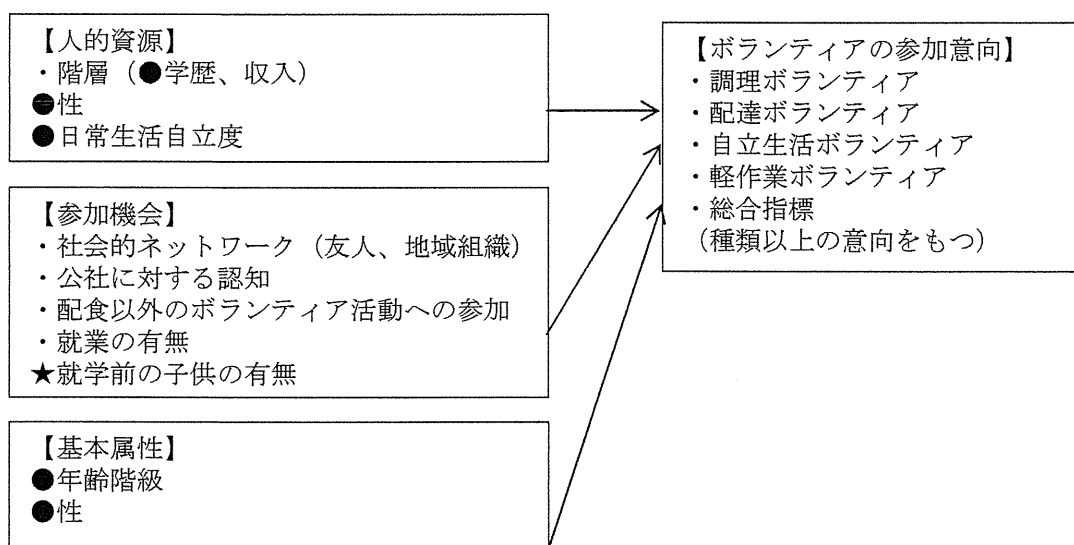 【人的資源】
・階層（●学歴、収入）
●性
●日常生活自立度
【参加機会】
・社会的ネットワーク（友人、地域組織）
・公社に対する認知
・配食以外のボランティア活動への参加
・就業の有無
★就学前の子供の有無
【基本属性】
●年齢階級
●性
【ボランティアの参加意向】
・調理ボランティア
・配達ボランティア
・自立生活ボランティア
・軽作業ボランティア
・総合指標
（種類以上の意向をもつ）